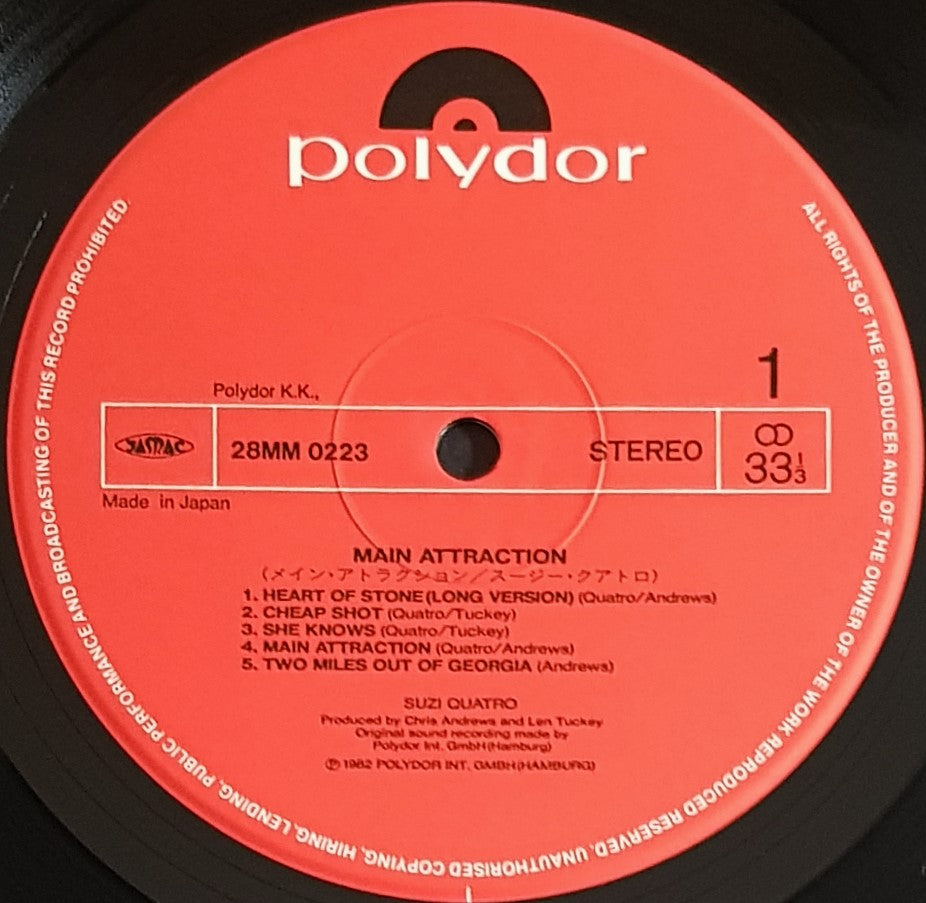 polydor
1
Polydor K.K.,
JASRAC
28MM 0223
STEREO
33 1/3
Made in Japan
MAIN ATTRACTION
(メイン・アトラクション/スージー・クアトロ)
1. HEART OF STONE (LONG VERSION) (Quatro/Andrews)
2. CHEAP SHOT (Quatro/Tuckey)
3. SHE KNOWS (Quatro/Tuckey)
4. MAIN ATTRACTION (Quatro/Andrews)
5. TWO MILES OUT OF GEORGIA (Andrews)
SUZI QUATRO
Produced by Chris Andrews and Len Tuckey
Original sound recording made by
Polydor Int. GmbH(Hamburg)
℗ 1982 POLYDOR INT. GMBH(HAMBURG)
ALL RIGHTS OF THE PRODUCER AND OF THE OWNER OF THE WORK REPRODUCED RESERVED. UNAUTHORISED COPYING, HIRING, LENDING, PUBLIC PERFORMANCE AND BROADCASTING OF THIS RECORD PROHIBITED.